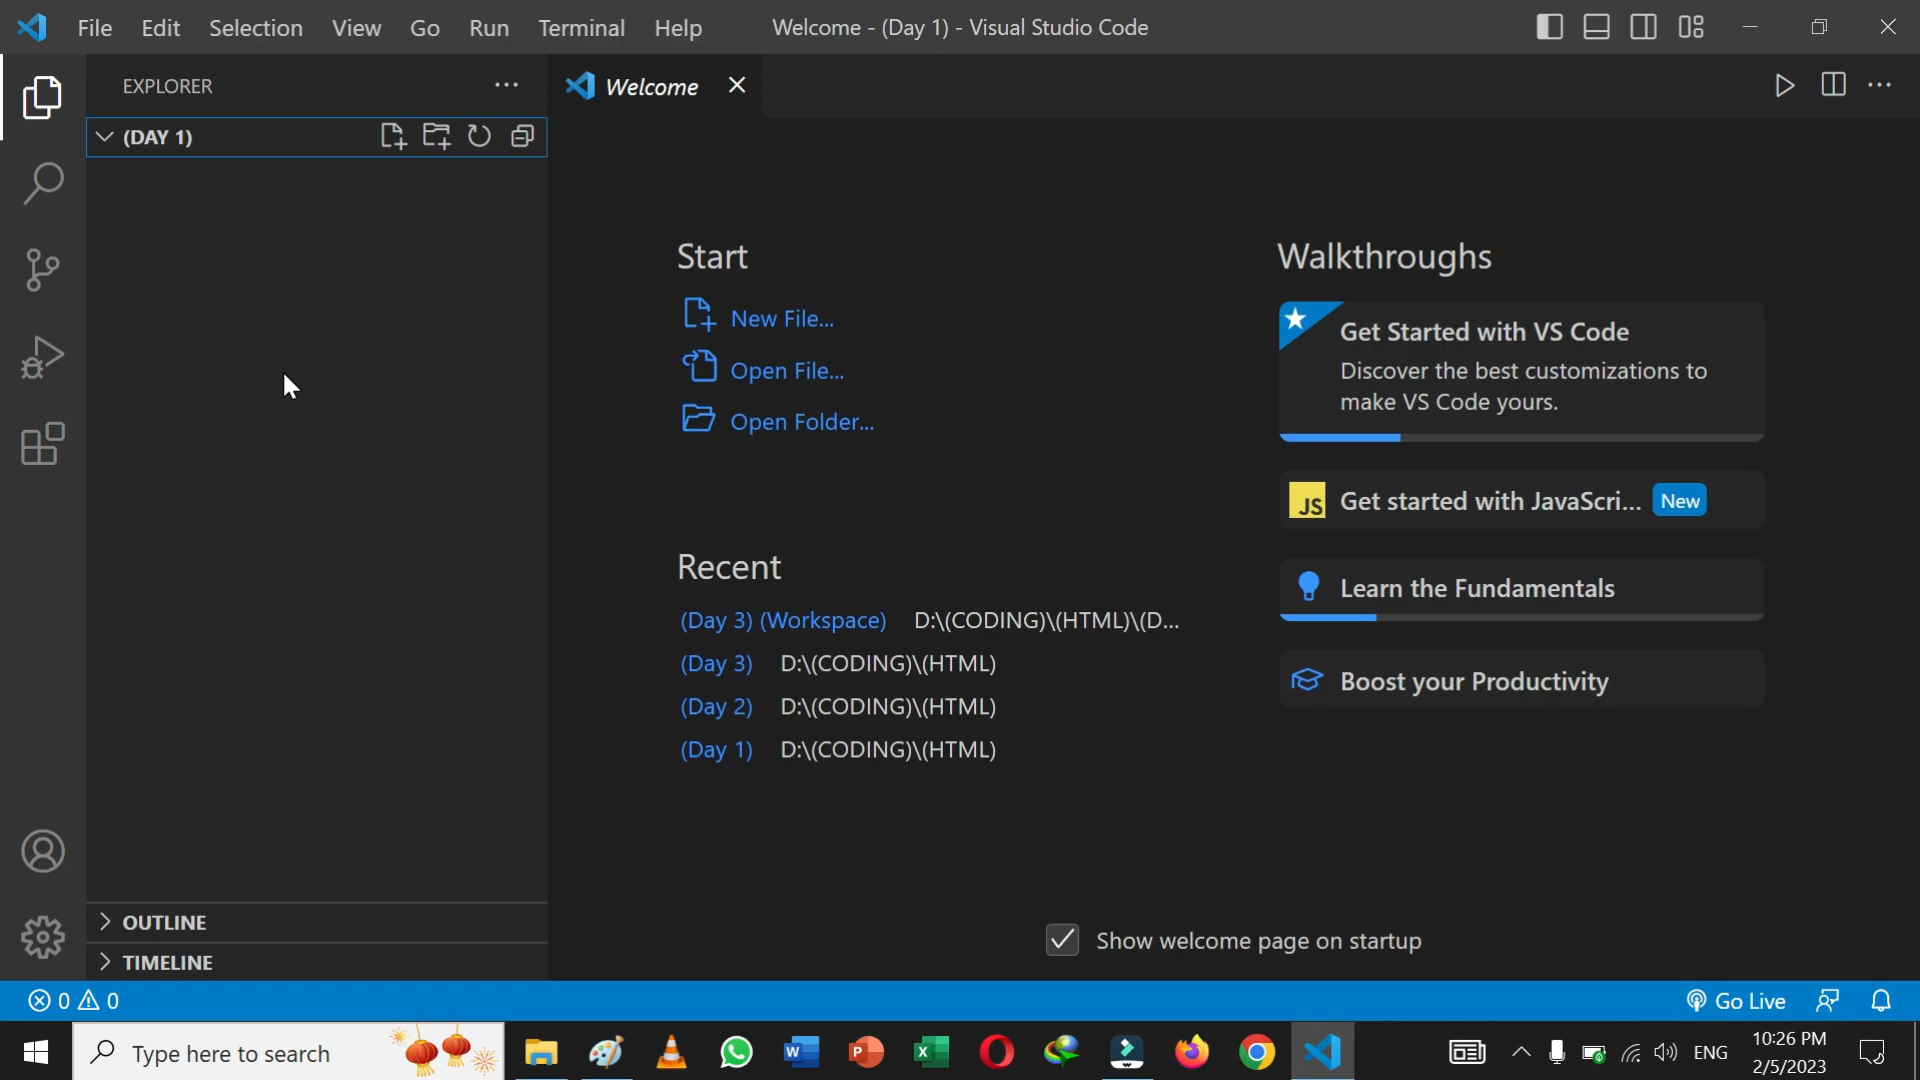 File Edit Selection View Go Run Terminal Help Welcome - (Day 1) - Visual Studio Code
EXPLORER
Welcome
(DAY 1)
Start
New File...
Open File...
Open Folder...
Recent
(Day 3) (Workspace) D:\(CODING)\(HTML)\(D...
(Day 3) D:\(CODING)\(HTML)
(Day 2) D:\(CODING)\(HTML)
(Day 1) D:\(CODING)\(HTML)
Walkthroughs
Get Started with VS Code
Discover the best customizations to
make VS Code yours.
JS Get started with JavaScri... New
Learn the Fundamentals
Boost your Productivity
Show welcome page on startup
OUTLINE
TIMELINE
0 0
Go Live
Type here to search
W P X
ENG
10:26 PM
2/5/2023